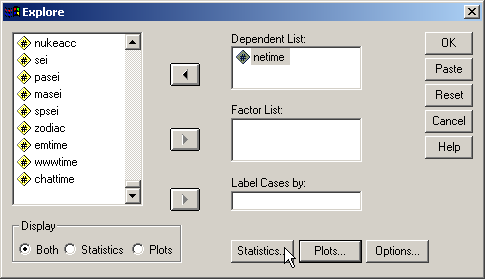 Explore
nukeacc
sei
pasei
masei
spsei
zodiac
emtime
wwwtime
chattime
Dependent List:
netime
Factor List:
Label Cases by:
OK
Paste
Reset
Cancel
Help
Display
Both Statistics Plots
Statistics... Plots... Options...